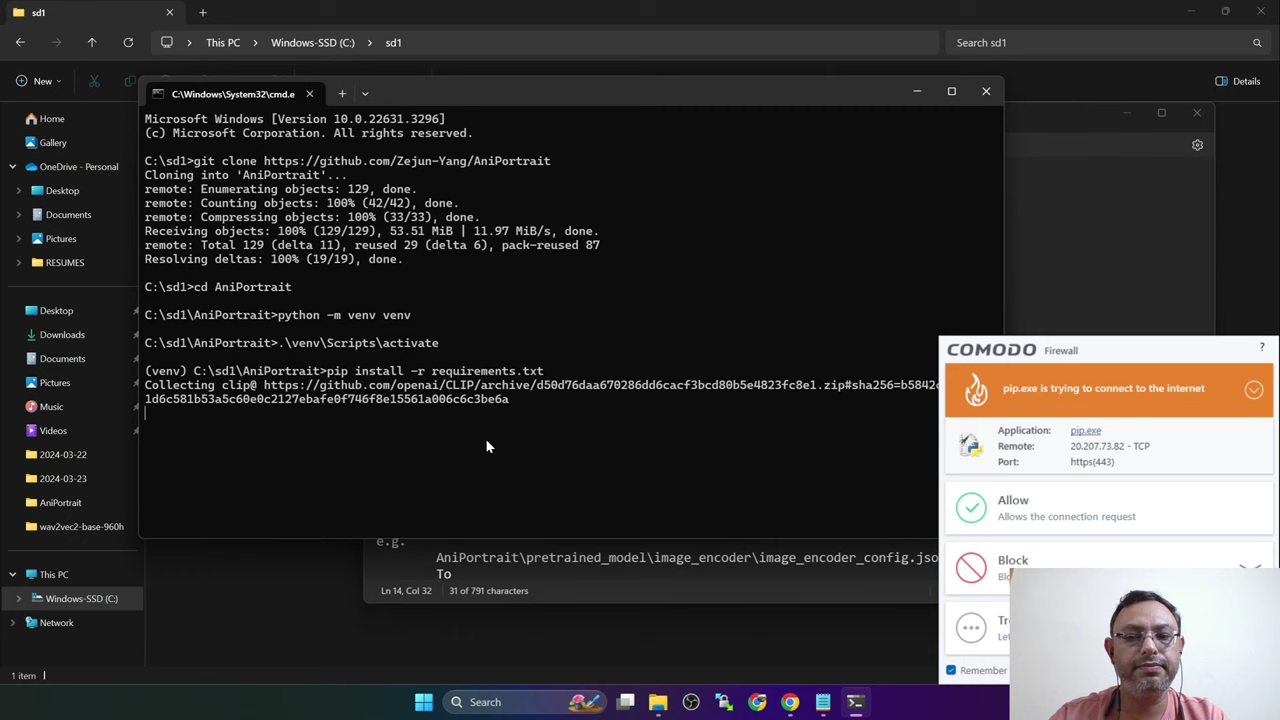 sd1
This PC
Windows-SSD (C:)
sd1
Search sd1
New
Details
Home
Gallery
OneDrive - Personal
Desktop
Documents
Pictures
RESUMES
Desktop
Downloads
Documents
Pictures
Music
Videos
2024-03-22
2024-03-23
AniPortrait
wav2vec2-base-960h
This PC
Windows-SSD (C:)
Network
1 item
C:\Windows\System32\cmd.e
Microsoft Windows [Version 10.0.22631.3296]
(c) Microsoft Corporation. All rights reserved.
C:\sd1>git clone https://github.com/Zejun-Yang/AniPortrait
Cloning into 'AniPortrait'...
remote: Enumerating objects: 129, done.
remote: Counting objects: 100% (42/42), done.
remote: Compressing objects: 100% (33/33), done.
Receiving objects: 100% (129/129), 53.51 MiB | 11.97 MiB/s, done.
remote: Total 129 (delta 11), reused 29 (delta 6), pack-reused 87
Resolving deltas: 100% (19/19), done.
C:\sd1>cd AniPortrait
C:\sd1\AniPortrait>python -m venv venv
C:\sd1\AniPortrait>.\venv\Scripts\activate
(venv) C:\sd1\AniPortrait>pip install -r requirements.txt
Collecting clip@ https://github.com/openai/CLIP/archive/d50d76daa670286dd6cacf3bcd80b5e4823fc8e1.zip#sha256=b5842
1d6c581b53a5c60e0c2127ebafe0f746ff8e15561a006c6c3be6a
e.g.
AniPortrait\pretrained_model\image_encoder\image_encoder_config.jso
To
Ln 14, Col 32
31 of 791 characters
COMODO Firewall
?
pip.exe is trying to connect to the internet
Application: pip.exe
Remote: 20.207.73.82 - TCP
Port: https(443)
Allow
Allows the connection request
Block
Remember
Search